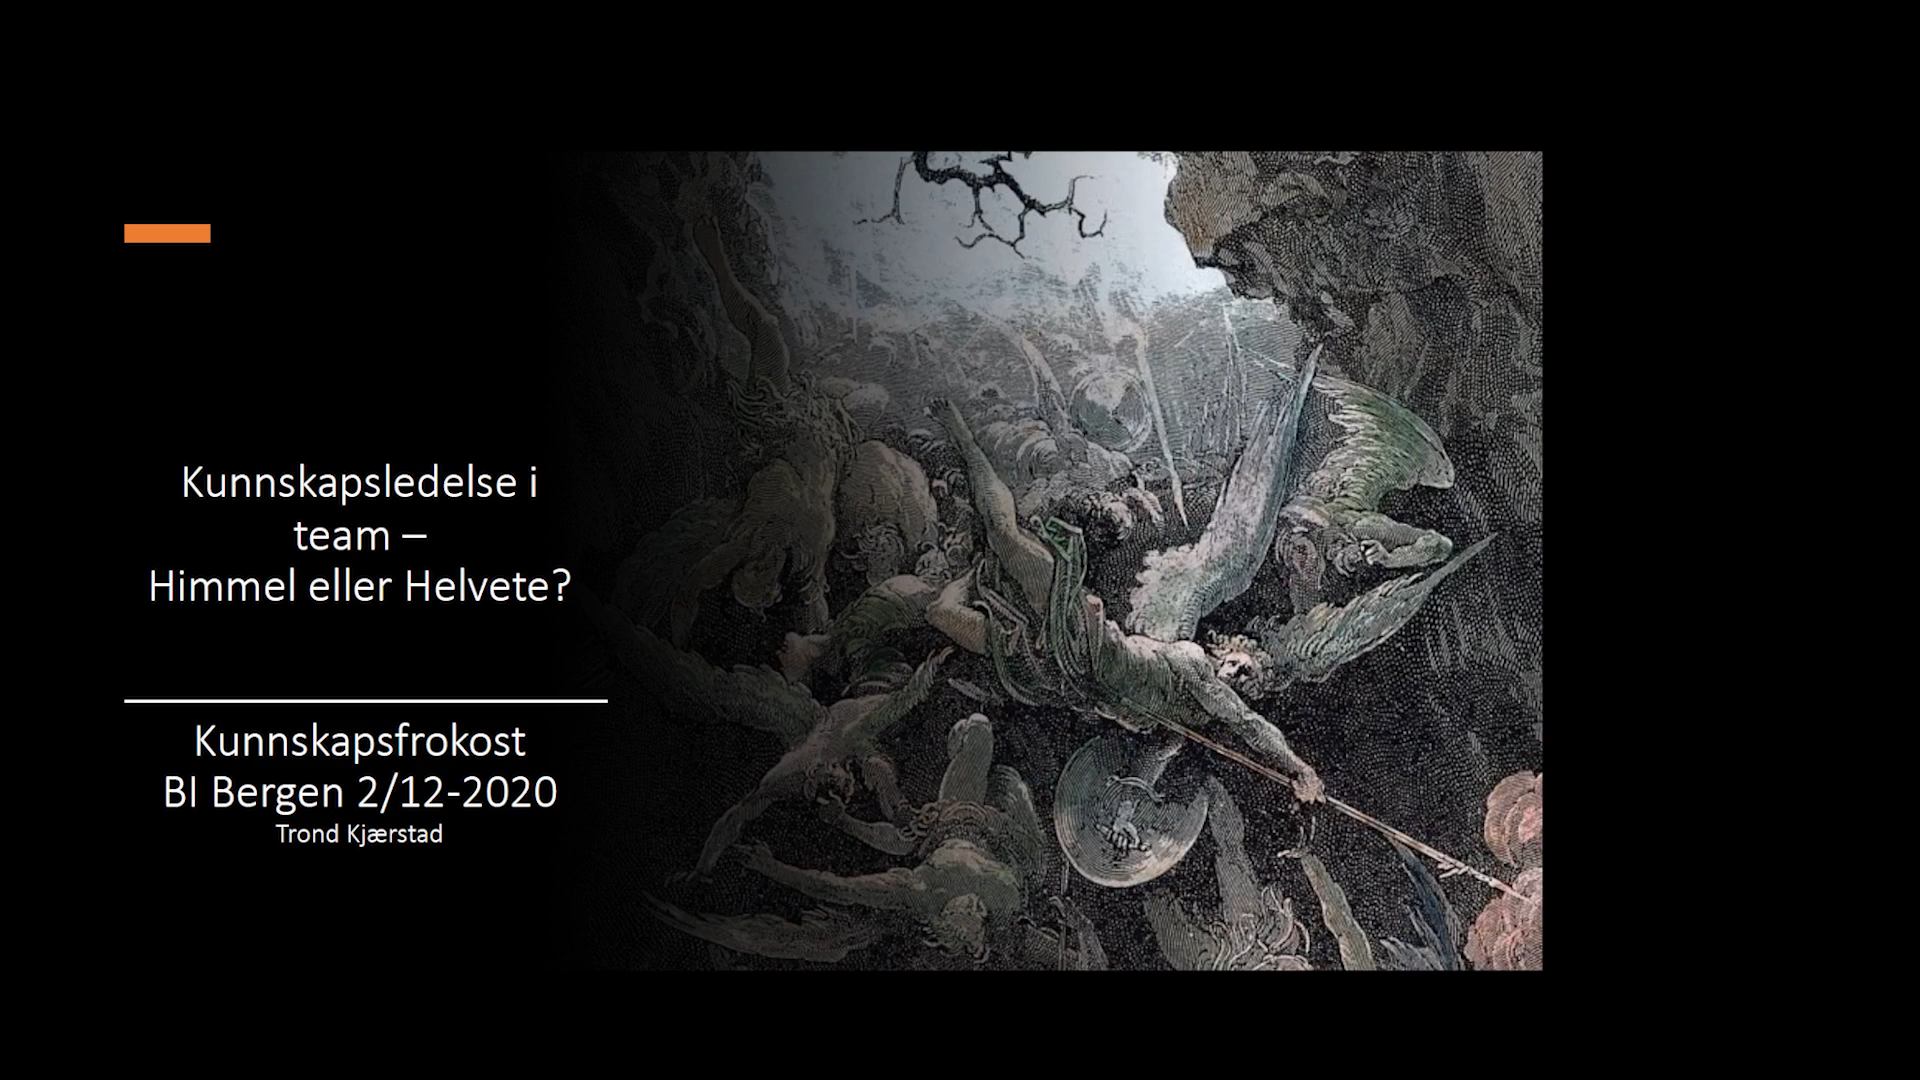 Kunnskapsledelse i
team –
Himmel eller Helvete?
Kunnskapsfrokost
BI Bergen 2/12-2020
Trond Kjærstad